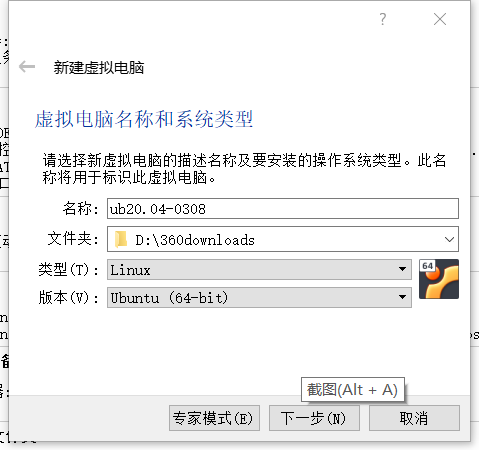 ?
新建虚拟电脑
虚拟电脑名称和系统类型
请选择新虚拟电脑的描述名称及要安装的操作系统类型。此名
称将用于标识此虚拟电脑。
名称: ub20.04-0308
文件夹: D:\360downloads
类型(T): Linux
64
版本(V): Ubuntu (64-bit)
截图(Alt + A)
专家模式(E) 下一步(N) 取消